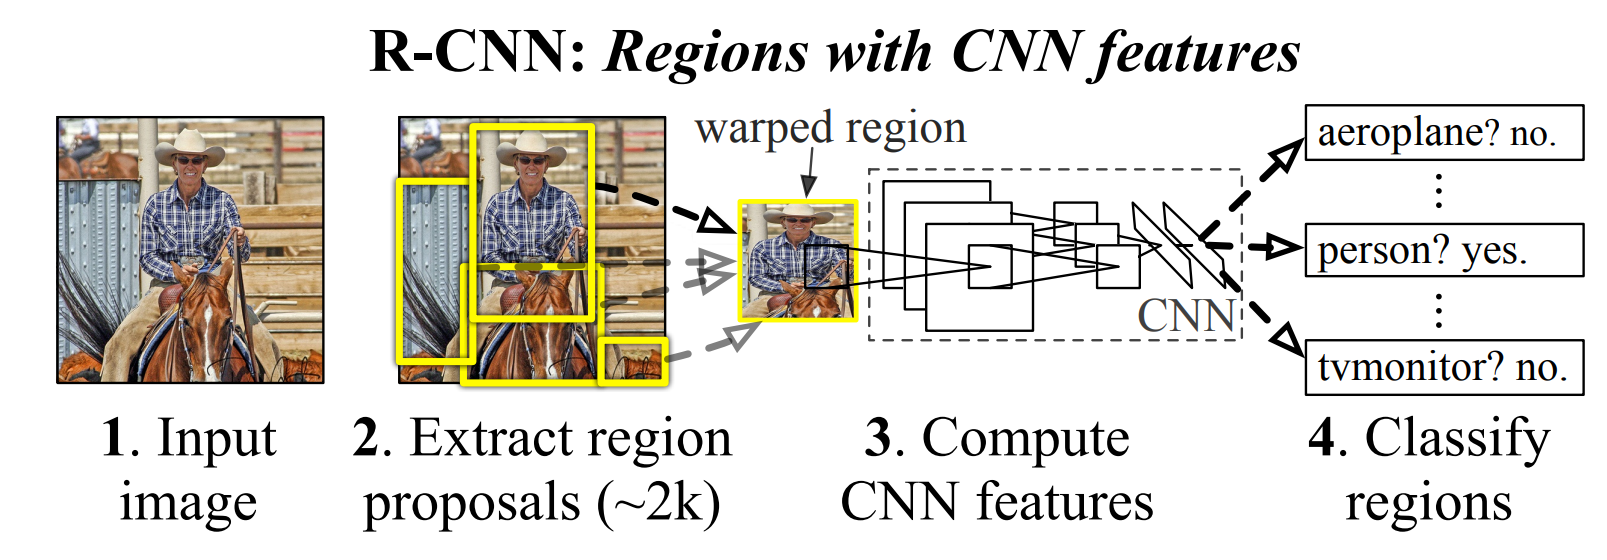 R-CNN: Regions with CNN features
warped region
aeroplane? no.
person? yes.
CNN
tvmonitor? no.
1. Input
image
2. Extract region
proposals (~2k)
3. Compute
CNN features
4. Classify
regions